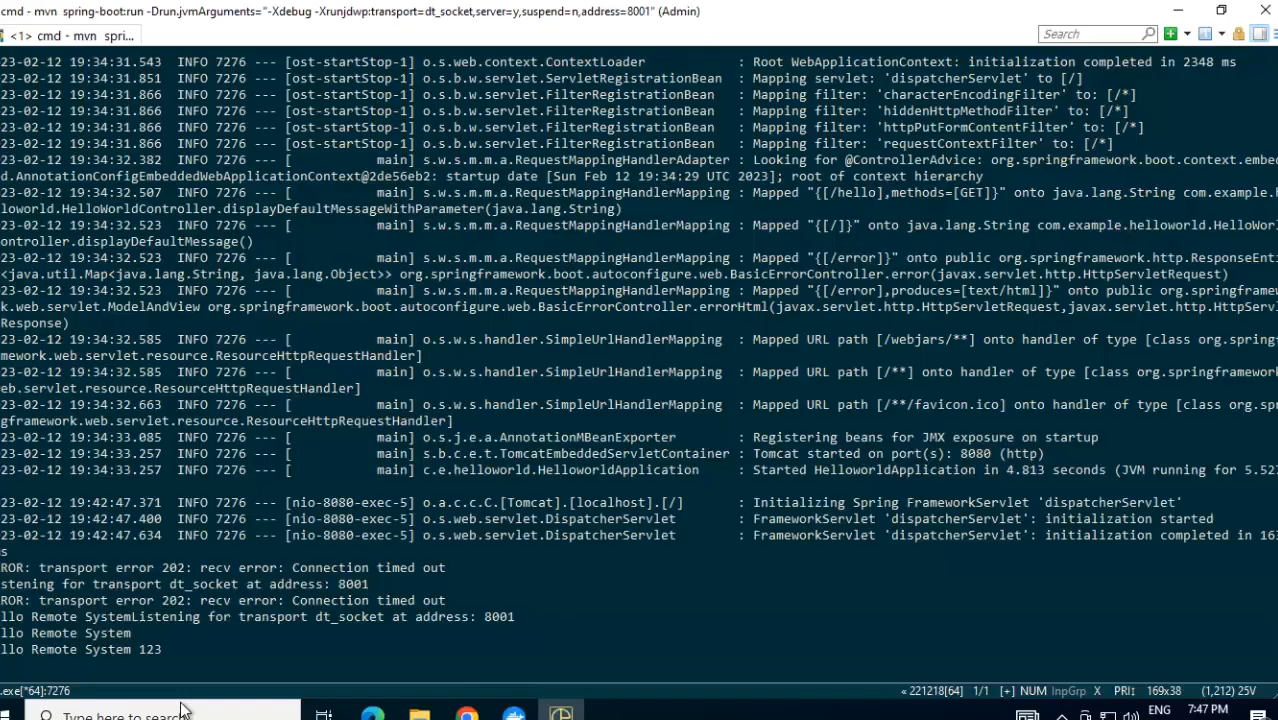 cmd - mvn spring-boot:run -Drun.jvmArguments="-Xdebug -Xrunjdwp:transport=dt_socket,server=y,suspend=n,address=8001" (Admin)
<1> cmd - mvn spri...
Search
23-02-12 19:34:31.543 INFO 7276 --- [ost-startStop-1] o.s.web.context.ContextLoader : Root WebApplicationContext: initialization completed in 2348 ms
23-02-12 19:34:31.851 INFO 7276 --- [ost-startStop-1] o.s.b.w.s.ServletRegistrationBean : Mapping servlet: 'dispatcherServlet' to [/]
23-02-12 19:34:31.866 INFO 7276 --- [ost-startStop-1] o.s.b.w.s.FilterRegistrationBean : Mapping filter: 'characterEncodingFilter' to: [/*]
23-02-12 19:34:31.866 INFO 7276 --- [ost-startStop-1] o.s.b.w.s.FilterRegistrationBean : Mapping filter: 'hiddenHttpMethodFilter' to: [/*]
23-02-12 19:34:31.866 INFO 7276 --- [ost-startStop-1] o.s.b.w.s.FilterRegistrationBean : Mapping filter: 'httpPutFormContentFilter' to: [/*]
23-02-12 19:34:31.866 INFO 7276 --- [ost-startStop-1] o.s.b.w.s.FilterRegistrationBean : Mapping filter: 'requestContextFilter' to: [/*]
23-02-12 19:34:32.382 INFO 7276 --- [ main] s.w.s.m.m.a.RequestMappingHandlerAdapter : Looking for @ControllerAdvice: org.springframework.boot.context.embe
d.AnnotationConfigEmbeddedWebApplicationContext@2de56eb2: startup date [Sun Feb 12 19:34:29 UTC 2023]; root of context hierarchy
23-02-12 19:34:32.507 INFO 7276 --- [ main] s.w.s.m.m.a.RequestMappingHandlerMapping : Mapped "{[/hello],methods=[GET]}" onto java.lang.String com.example.h
loworld.HelloWorldController.displayDefaultMessageWithParameter(java.lang.String)
23-02-12 19:34:32.523 INFO 7276 --- [ main] s.w.s.m.m.a.RequestMappingHandlerMapping : Mapped "{[/]}" onto java.lang.String com.example.helloworld.HelloWor
ontroller.displayDefaultMessage()
23-02-12 19:34:32.523 INFO 7276 --- [ main] s.w.s.m.m.a.RequestMappingHandlerMapping : Mapped "{[/error]}" onto public org.springframework.http.ResponseEnti
<java.util.Map<java.lang.String, java.lang.Object>> org.springframework.boot.autoconfigure.web.BasicErrorController.error(javax.servlet.http.HttpServletRequest)
23-02-12 19:34:32.523 INFO 7276 --- [ main] s.w.s.m.m.a.RequestMappingHandlerMapping : Mapped "{[/error],produces=[text/html]}" onto public org.springframew
k.web.servlet.ModelAndView org.springframework.boot.autoconfigure.web.BasicErrorController.errorHtml(javax.servlet.http.HttpServletRequest,javax.servlet.http.HttpServl
Response)
23-02-12 19:34:32.585 INFO 7276 --- [ main] o.s.w.s.handler.SimpleUrlHandlerMapping : Mapped URL path [/webjars/**] onto handler of type [class org.springf
mework.web.servlet.resource.ResourceHttpRequestHandler]
23-02-12 19:34:32.585 INFO 7276 --- [ main] o.s.w.s.handler.SimpleUrlHandlerMapping : Mapped URL path [/**] onto handler of type [class org.springframework
eb.servlet.resource.ResourceHttpRequestHandler]
23-02-12 19:34:32.663 INFO 7276 --- [ main] o.s.w.s.handler.SimpleUrlHandlerMapping : Mapped URL path [/**/favicon.ico] onto handler of type [class org.spr
gframework.web.servlet.resource.ResourceHttpRequestHandler]
23-02-12 19:34:33.085 INFO 7276 --- [ main] o.s.j.e.a.AnnotationMBeanExporter : Registering beans for JMX exposure on startup
23-02-12 19:34:33.257 INFO 7276 --- [ main] s.b.c.e.t.TomcatEmbeddedServletContainer : Tomcat started on port(s): 8080 (http)
23-02-12 19:34:33.257 INFO 7276 --- [ main] c.e.helloworld.HelloworldApplication : Started HelloworldApplication in 4.813 seconds (JVM running for 5.527
23-02-12 19:42:47.371 INFO 7276 --- [nio-8080-exec-5] o.a.c.c.C.[Tomcat].[localhost].[/] : Initializing Spring FrameworkServlet 'dispatcherServlet'
23-02-12 19:42:47.400 INFO 7276 --- [nio-8080-exec-5] o.s.web.servlet.DispatcherServlet : FrameworkServlet 'dispatcherServlet': initialization started
23-02-12 19:42:47.634 INFO 7276 --- [nio-8080-exec-5] o.s.web.servlet.DispatcherServlet : FrameworkServlet 'dispatcherServlet': initialization completed in 163
s
ROR: transport error 202: recv error: Connection timed out
stening for transport dt_socket at address: 8001
ROR: transport error 202: recv error: Connection timed out
llo Remote SystemListening for transport dt_socket at address: 8001
llo Remote System
llo Remote System 123
.exe[*64]:7276 « 221218[64] 1/1 [+] NUM InpGrp X PRI: 169x38 (1,212) 25V
Type here to search ENG 7:47 PM